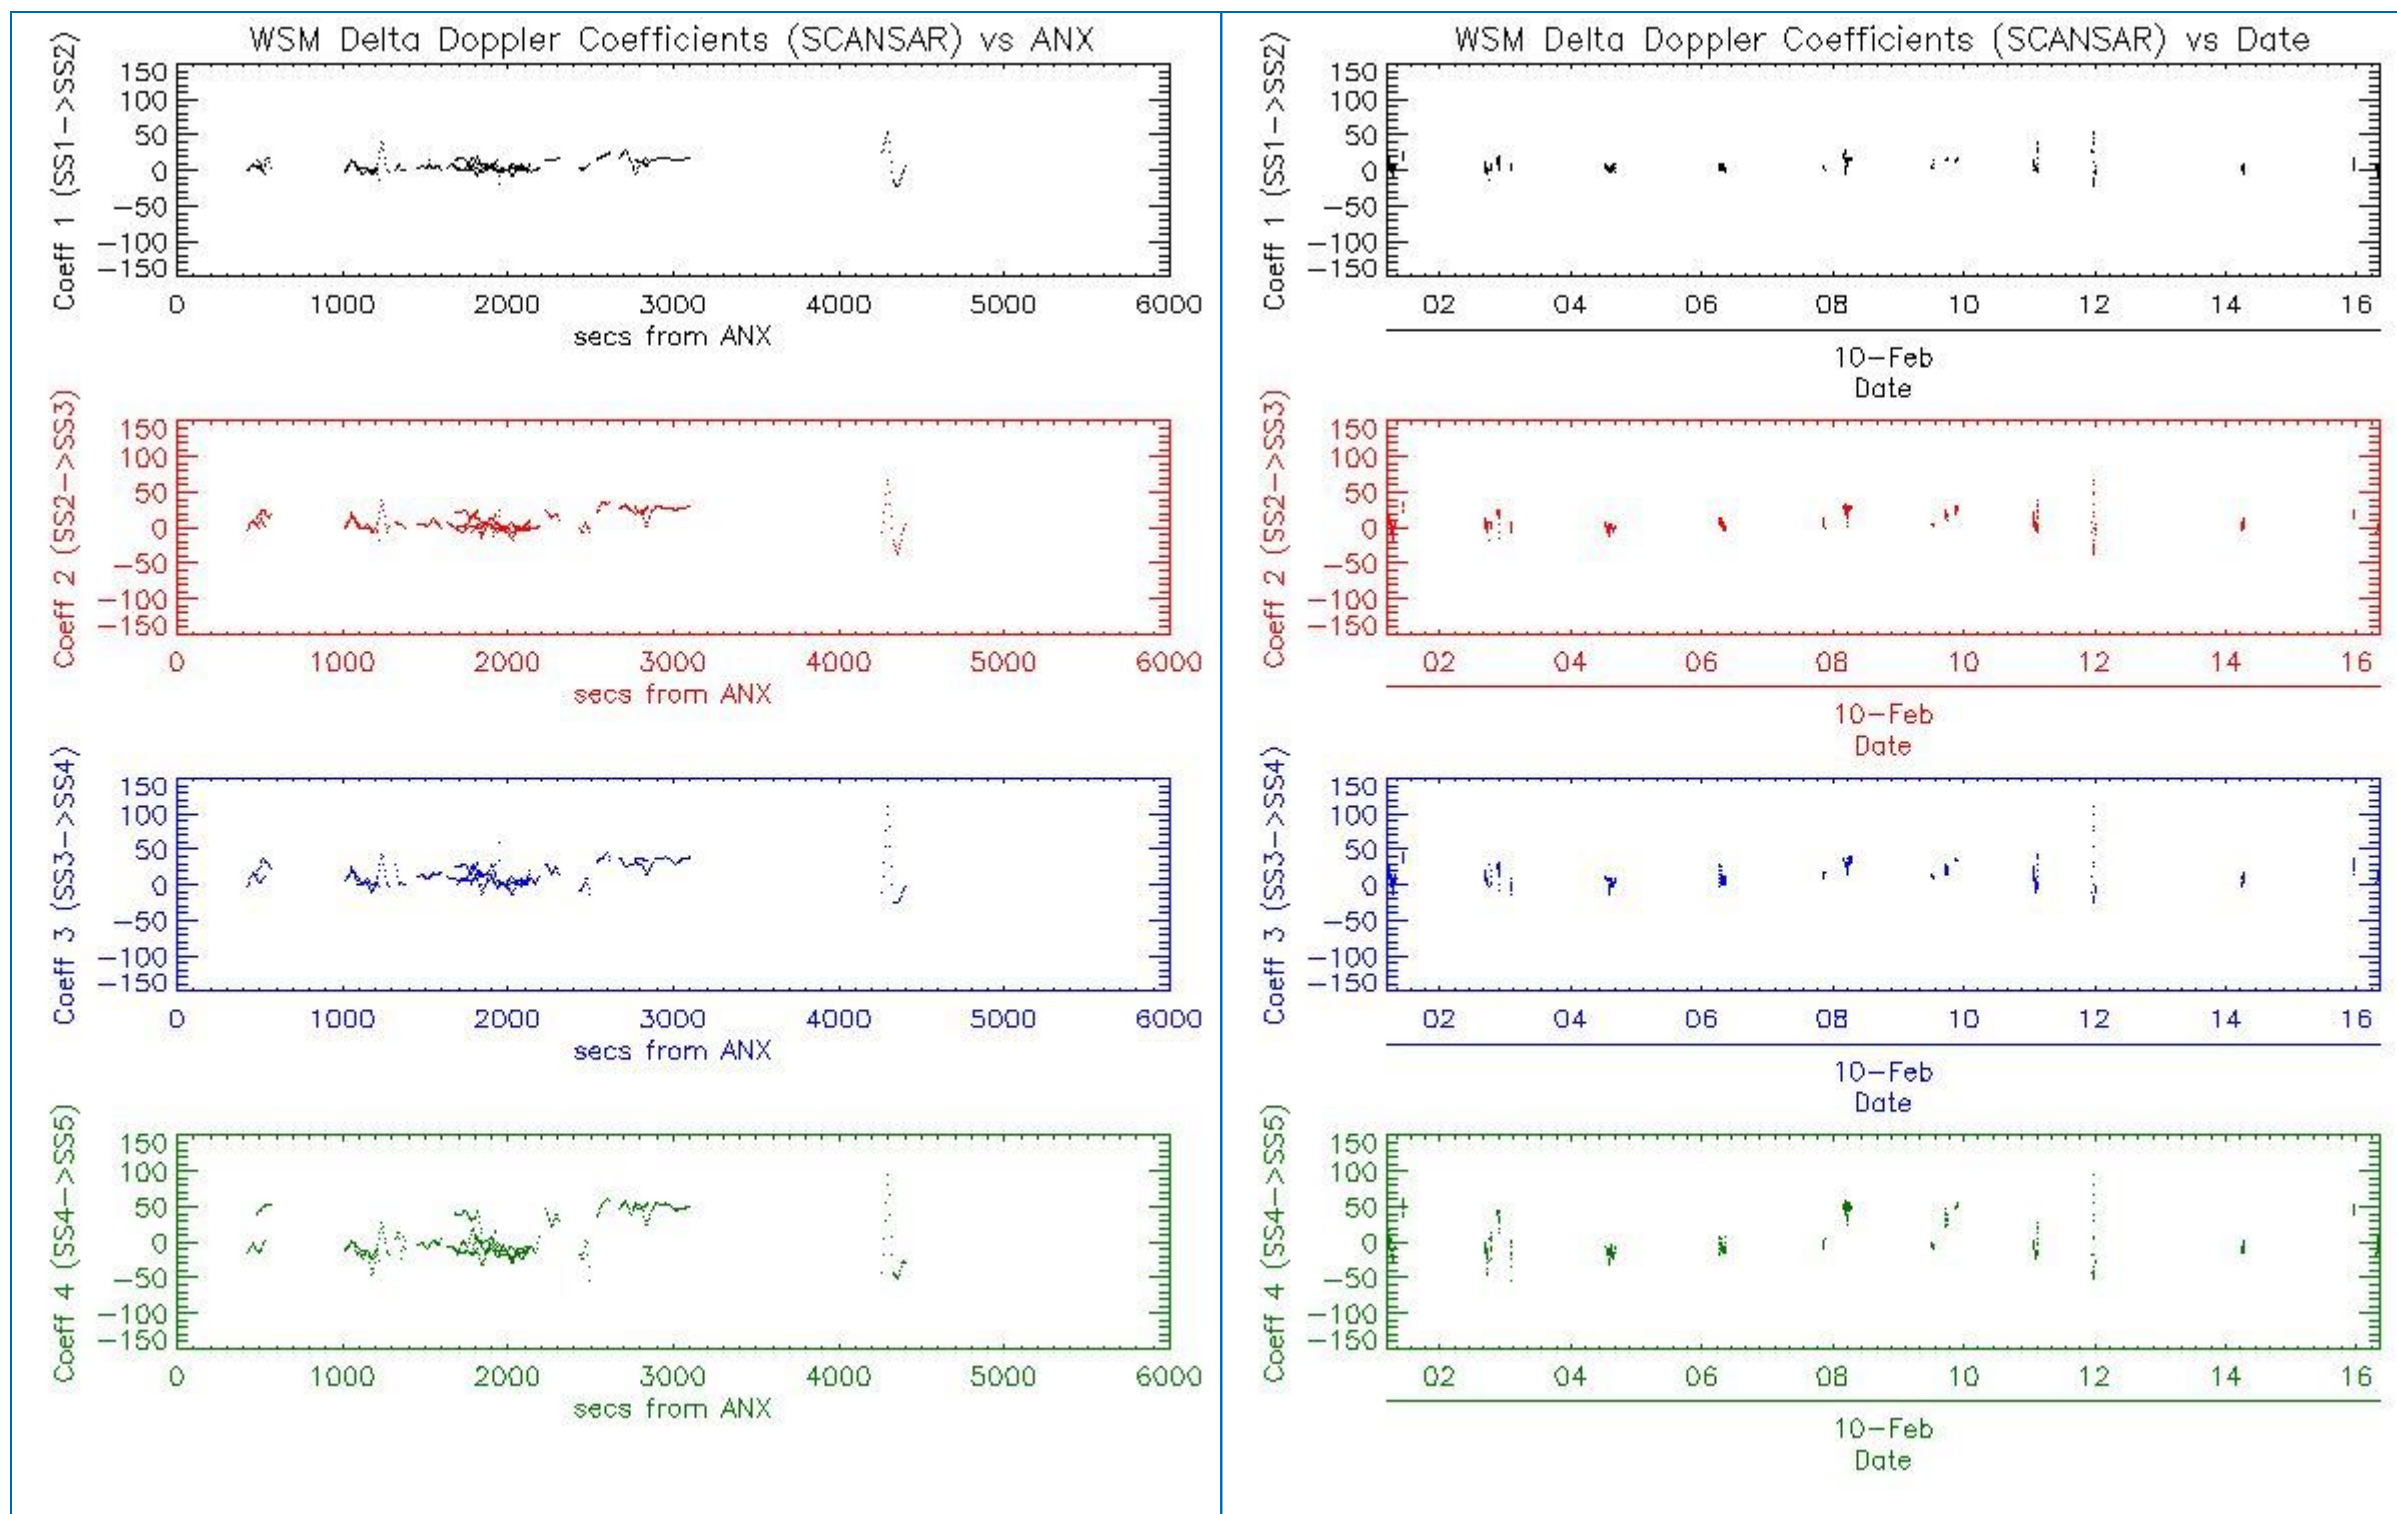 WSM Delta Doppler Coefficients (SCANSAR) vs ANX
Coeff 1 (SS1->SS2)
150
100
50
0
-50
-100
-150
0 1000 2000 3000 4000 5000 6000
secs from ANX
Coeff 2 (SS2->SS3)
150
100
50
0
-50
-100
-150
0 1000 2000 3000 4000 5000 6000
secs from ANX
Coeff 3 (SS3->SS4)
150
100
50
0
-50
-100
-150
0 1000 2000 3000 4000 5000 6000
secs from ANX
Coeff 4 (SS4->SS5)
150
100
50
0
-50
-100
-150
0 1000 2000 3000 4000 5000 6000
secs from ANX
WSM Delta Doppler Coefficients (SCANSAR) vs Date
Coeff 1 (SS1->SS2)
150
100
50
0
-50
-100
-150
02 04 06 08 10 12 14 16
10-Feb
Date
Coeff 2 (SS2->SS3)
150
100
50
0
-50
-100
-150
02 04 06 08 10 12 14 16
10-Feb
Date
Coeff 3 (SS3->SS4)
150
100
50
0
-50
-100
-150
02 04 06 08 10 12 14 16
10-Feb
Date
Coeff 4 (SS4->SS5)
150
100
50
0
-50
-100
-150
02 04 06 08 10 12 14 16
10-Feb
Date